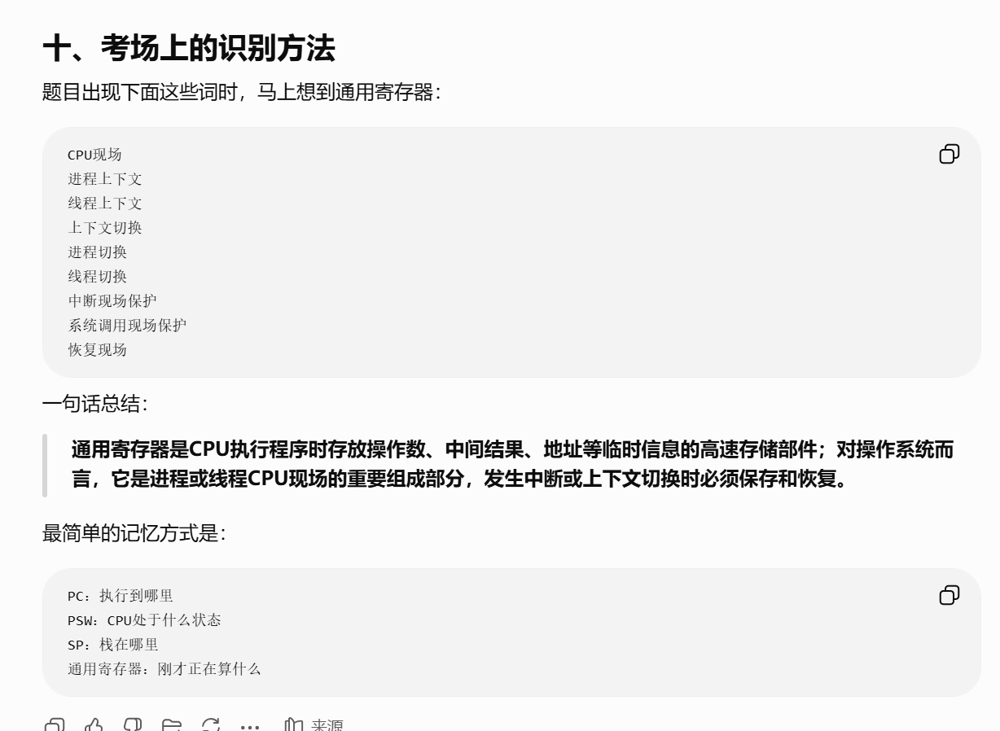 十、考场上的识别方法
题目出现下面这些词时，马上想到通用寄存器：
CPU现场
进程上下文
线程上下文
上下文切换
进程切换
线程切换
中断现场保护
系统调用现场保护
恢复现场
一句话总结：
通用寄存器是CPU执行程序时存放操作数、中间结果、地址等临时信息的高速存储部件；对操作系统而
言，它是进程或线程CPU现场的重要组成部分，发生中断或上下文切换时必须保存和恢复。
最简单的记忆方式是：
PC：执行到哪里
PSW：CPU处于什么状态
SP：栈在哪里
通用寄存器：刚才正在算什么
来源